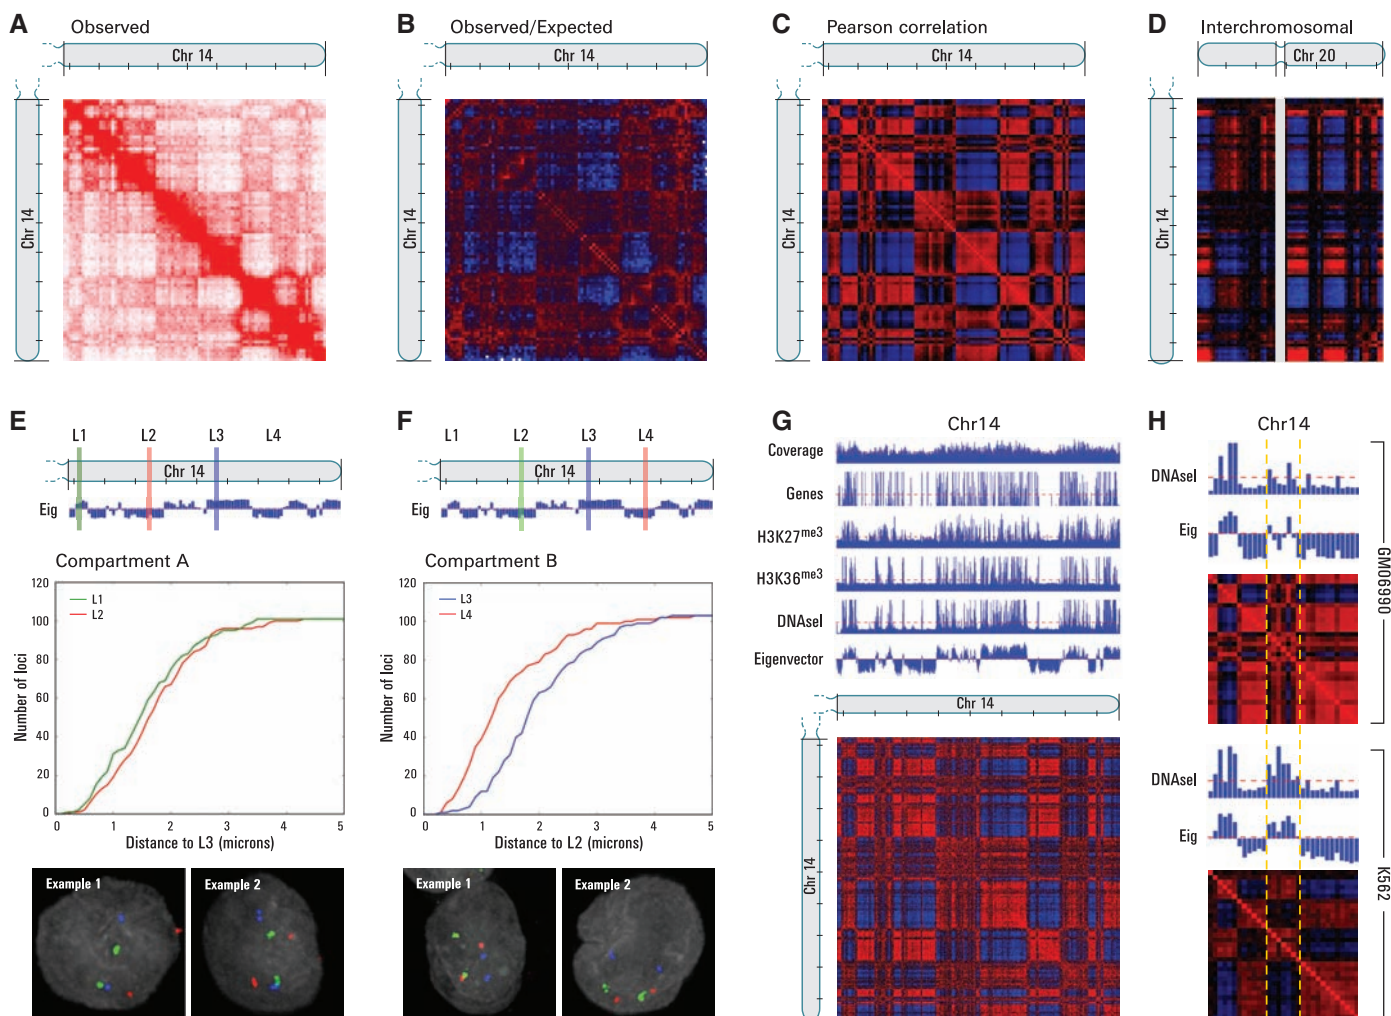 A Observed
Chr 14
Chr 14
B Observed/Expected
Chr 14
Chr 14
C Pearson correlation
Chr 14
Chr 14
D Interchromosomal
Chr 20
Chr 14
E
L1 L2 L3 L4
Chr 14
Eig
Compartment A
120
100
80
60
40
20
0
L1
L2
Number of loci
0 1 2 3 4 5
Distance to L3 (microns)
Example 1
Example 2
F
L1 L2 L3 L4
Chr 14
Eig
Compartment B
120
100
80
60
40
20
0
L3
L4
Number of loci
0 1 2 3 4 5
Distance to L2 (microns)
Example 1
Example 2
G Chr14
Coverage
Genes
H3K27me3
H3K36me3
DNAseI
Eigenvector
Chr 14
Chr 14
H Chr14
DNAseI
Eig
GM06990
DNAseI
Eig
K562